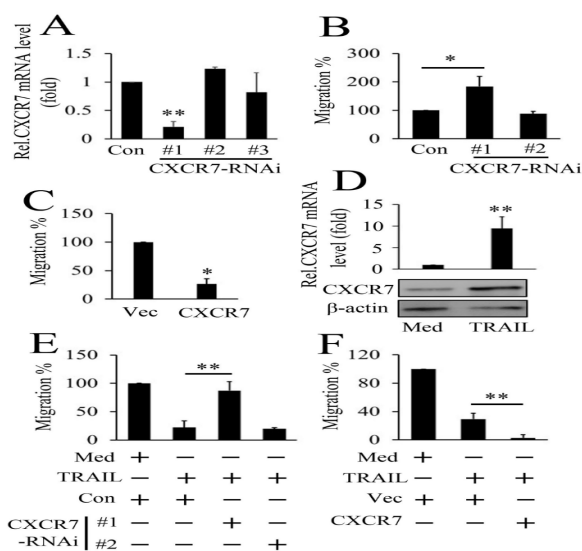 A
Rel.CXCR7 mRNA level
(fold)
1.5
1
0.5
0
**
Con #1 #2 #3
CXCR7-RNAi
B
Migration %
300
200
100
0
*
Con #1 #2
CXCR7-RNAi
C
Migration %
100
50
0
*
Vec CXCR7
D
Rel.CXCR7 mRNA
level (fold)
15
10
5
0
**
CXCR7
β-actin
Med TRAIL
E
Migration %
100
50
0
**
Med + − − −
TRAIL − + + +
Con + + − −
CXCR7 #1 − − + −
-RNAi #2 − − − +
F
Migration %
120
80
40
0
**
Med + − −
TRAIL − + +
Vec + + −
CXCR7 − − +